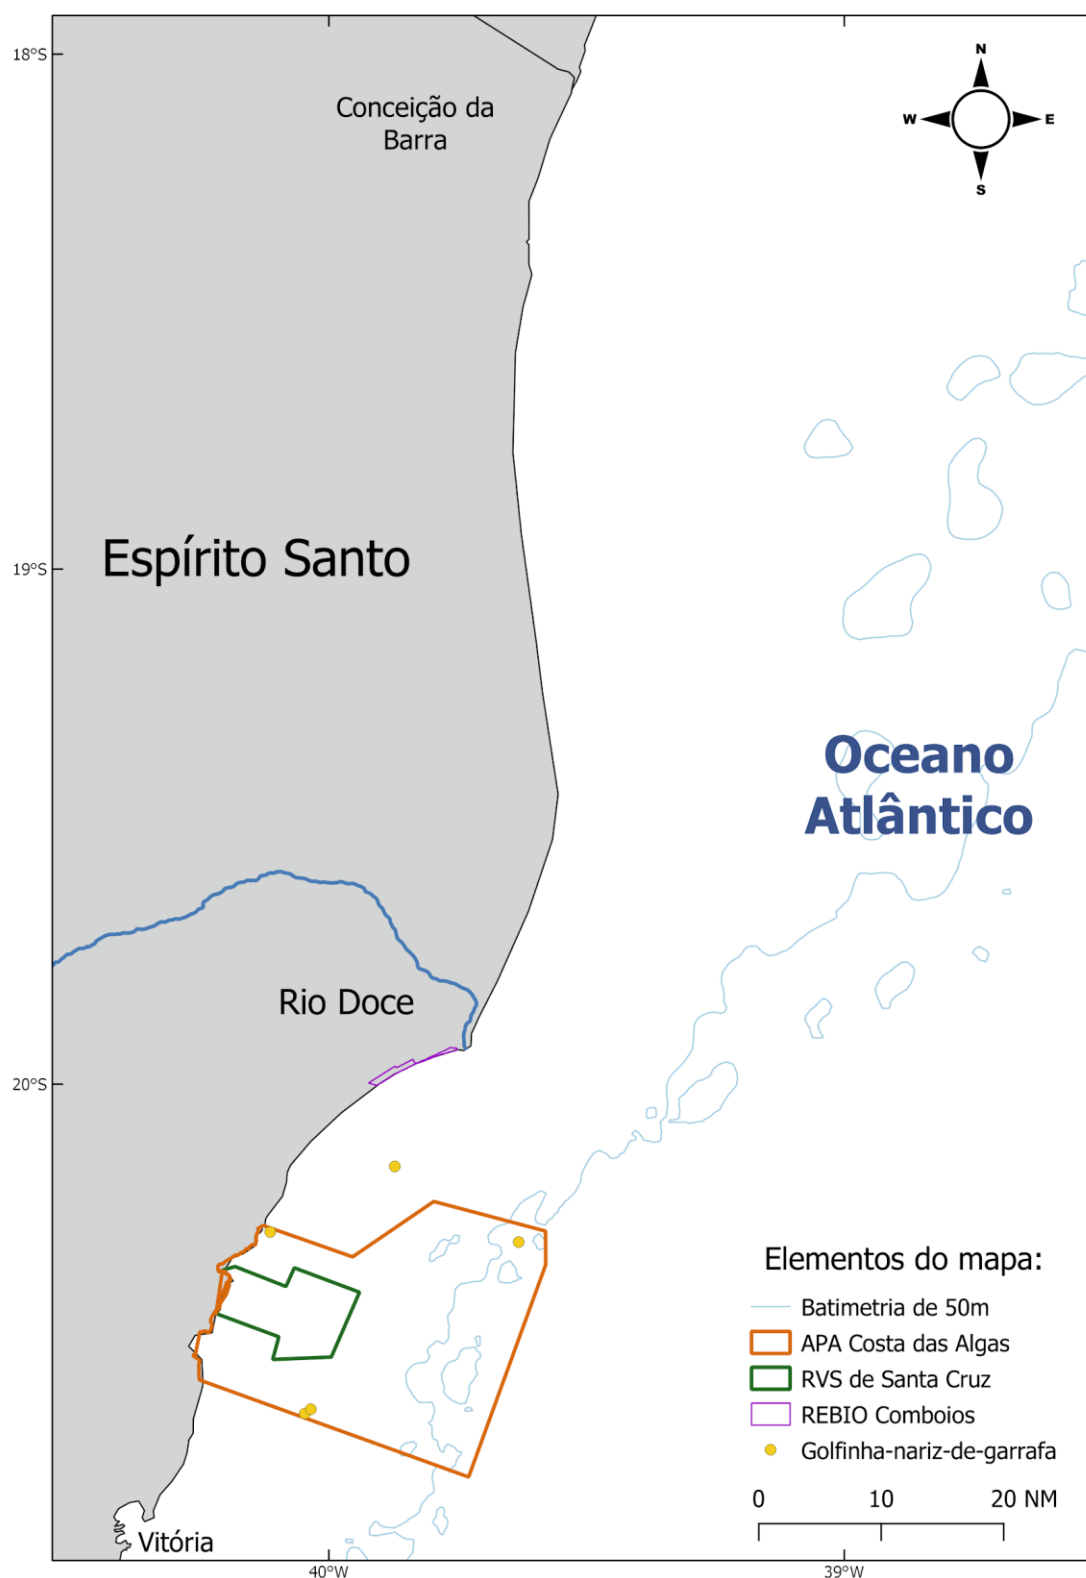 18°S
Conceição da
Barra
N
W
E
S
Espírito Santo
19°S
Oceano
Atlântico
Rio Doce
20°S
Elementos do mapa:
Batimetria de 50m
APA Costa das Algas
RVS de Santa Cruz
REBIO Comboios
Golfinha-nariz-de-garrafa
0 10 20 NM
Vitória
40°W
39°W